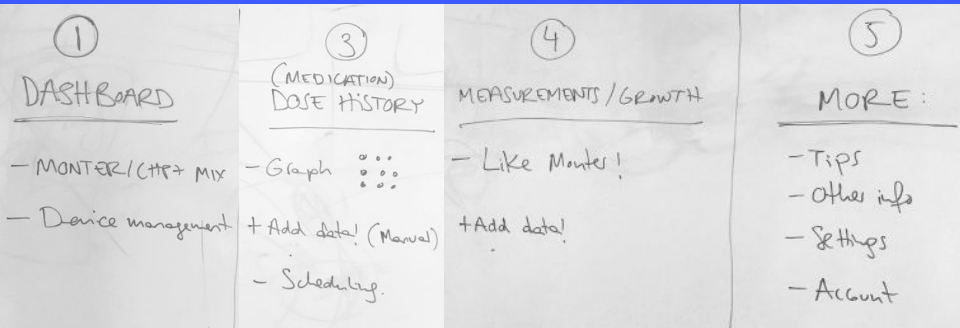 1
DASHBOARD
- MONTER/CHP+ MIX
- Device management
3
(MEDICATION)
DOSE HISTORY
- Graph
+ Add data! (Manual)
- Scheduling.
4
MEASUREMENTS/GROWTH
- Like Monter!
+ Add data!
5
MORE:
- Tips
- Other info
- Settings
- Account